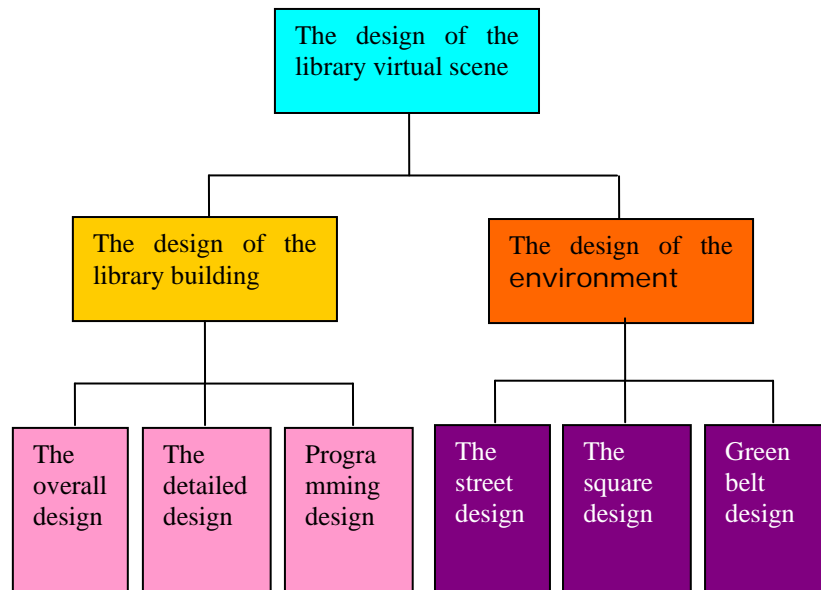 The design of the
library virtual scene
The design of the
library building
The design of the
environment
The
overall
design
The
detailed
design
Progra
mming
design
The
street
design
The
square
design
Green
belt
design